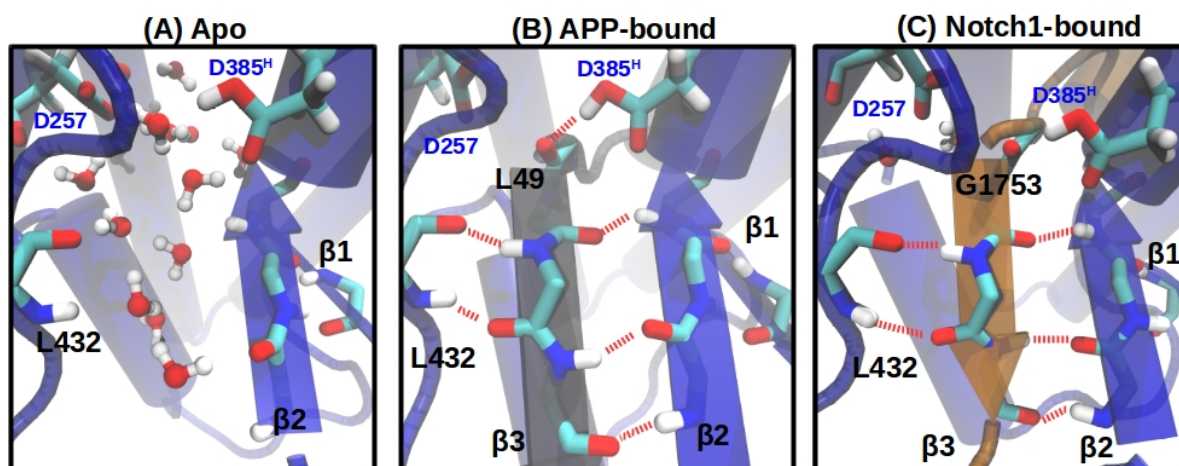 (A) Apo
(B) APP-bound
(C) Notch1-bound
D257
L432
β1
β2
D385ᴴ
D257
L49
L432
β1
β3
β2
D385ᴴ
D257
G1753
β1
L432
β3
β2